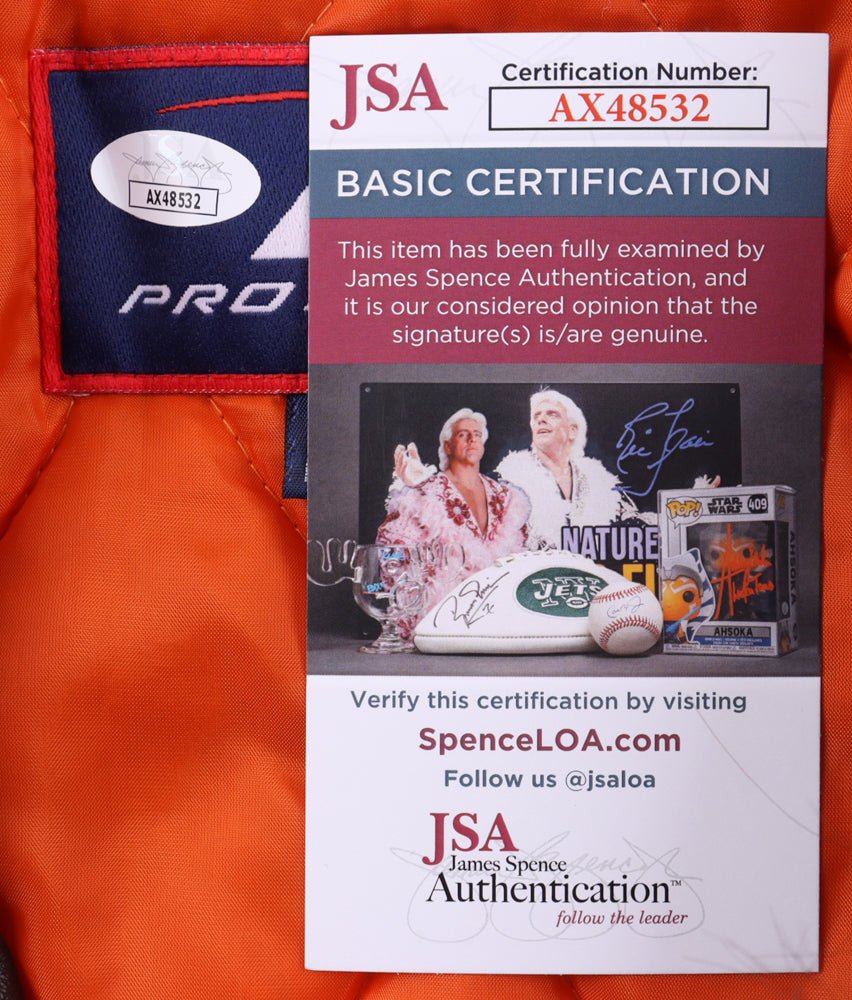 JSA
Certification Number:
AX48532
AX48532
PRO
BASIC CERTIFICATION
This item has been fully examined by
James Spence Authentication, and
it is our considered opinion that the
signature(s) is/are genuine.
NATURE
JETS
POP!
STAR
WARS
409
AHSOKA
AHSOKA
Verify this certification by visiting
SpenceLOA.com
Follow us @jsaloa
JSA
James Spence
Authentication™
follow the leader